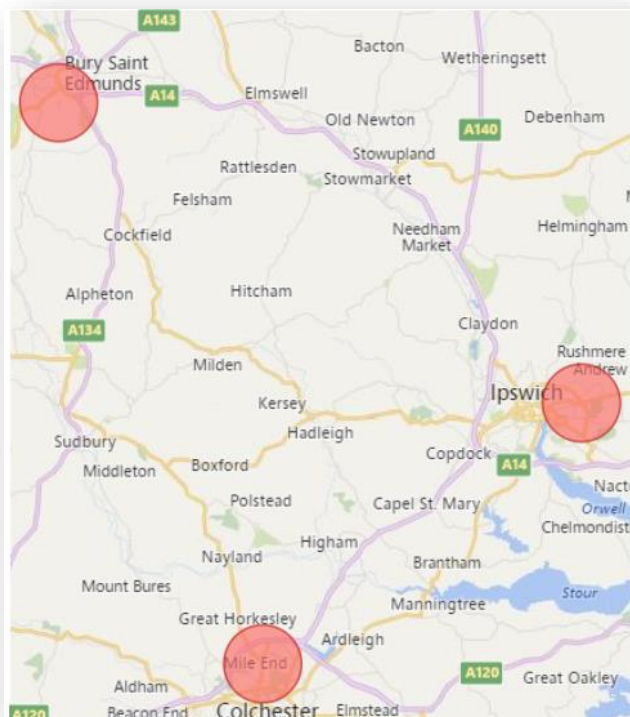 A143
Bacton
Wetheringsett
Bury Saint
Edmunds
A14
Elmswell
Old Newton
Debenham
A140
Stowupland
Rattlesden
Stowmarket
Felsham
Needham
Market
Helmingham
Cockfield
Alpheton
Hitcham
Claydon
A134
Milden
Rushmere
Andrew
Ipswich
Kersey
Hadleigh
Sudbury
Copdock
A14
Middleton
Boxford
Polstead
Capel St. Mary
Nact
Orwell
Chelmondist
Higham
Nayland
Brantham
Mount Bures
Stour
Manningtree
Great Horkesley
Ardleigh
Mile End
A120
Great Oakley
Aldham
A120
Beacon End
Colchester
Elmstead